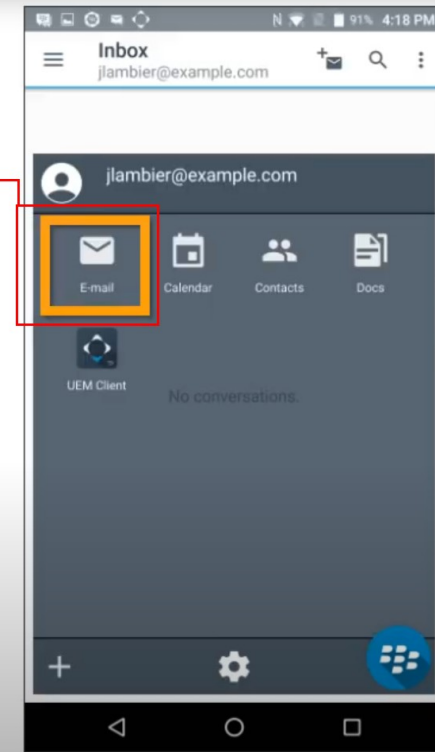 N 91% 4:18 PM
Inbox
jlambier@example.com
jlambier@example.com
E-mail Calendar Contacts Docs
UEM Client
No conversations.